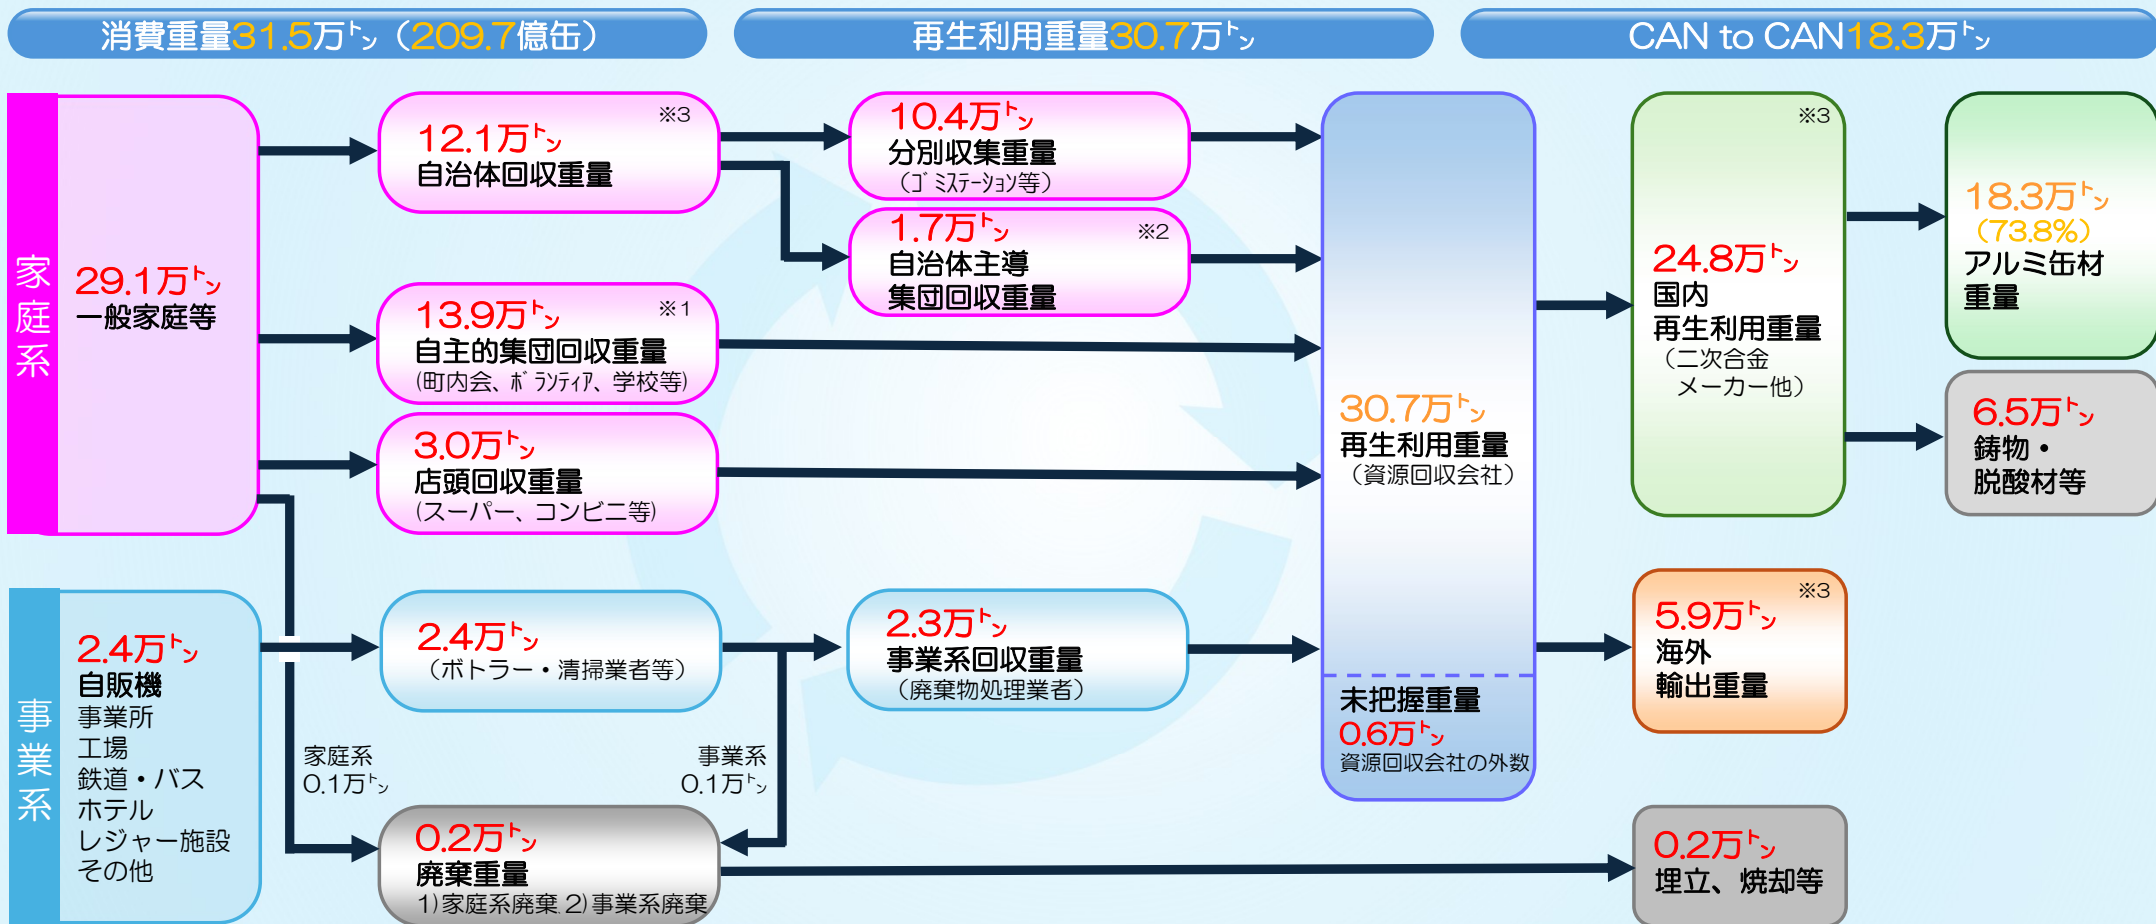 消費重量31.5万㌧（209.7億缶）
再生利用重量30.7万㌧
CAN to CAN18.3万㌧
家庭系
29.1万㌧
一般家庭等
※3
12.1万㌧
自治体回収重量
10.4万㌧
分別収集重量
（ｺﾞﾐｽﾃｰｼｮﾝ等）
1.7万㌧
※2
自治体主導
集団回収重量
13.9万㌧
※1
自主的集団回収重量
(町内会、ﾎﾞﾗﾝﾃｨｱ、学校等)
3.0万㌧
店頭回収重量
(スーパー、コンビニ等)
30.7万㌧
再生利用重量
（資源回収会社）
未把握重量
0.6万㌧
資源回収会社の外数
※3
24.8万㌧
国内
再生利用重量
（二次合金
メーカー他）
18.3万㌧
（73.8%）
アルミ缶材
重量
6.5万㌧
鋳物・
脱酸材等
事業系
2.4万㌧
自販機
事業所
工場
鉄道・バス
ホテル
レジャー施設
その他
2.4万㌧
（ボトラー・清掃業者等）
2.3万㌧
事業系回収重量
（廃棄物処理業者）
※3
5.9万㌧
海外
輸出重量
家庭系
0.1万㌧
事業系
0.1万㌧
0.2万㌧
廃棄重量
1)家庭系廃棄 2)事業系廃棄
0.2万㌧
埋立、焼却等